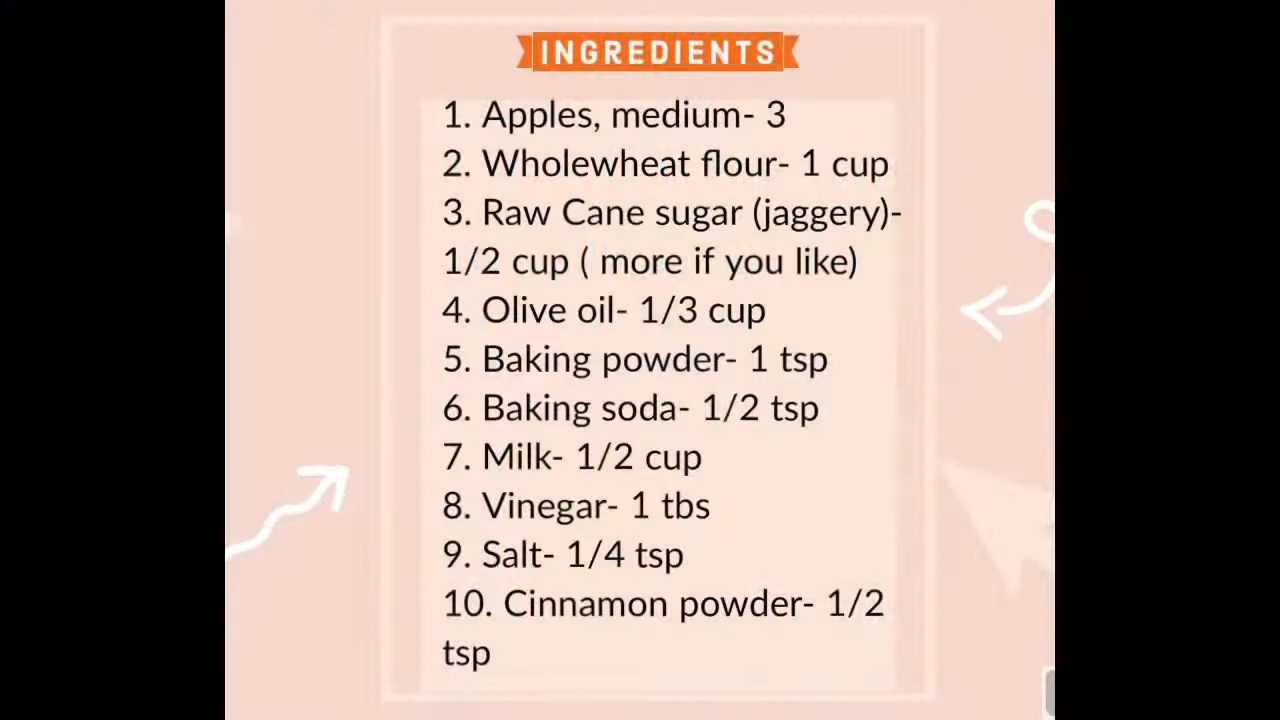 INGREDIENTS
1. Apples, medium- 3
2. Wholewheat flour- 1 cup
3. Raw Cane sugar (jaggery)-
1/2 cup ( more if you like)
4. Olive oil- 1/3 cup
5. Baking powder- 1 tsp
6. Baking soda- 1/2 tsp
7. Milk- 1/2 cup
8. Vinegar- 1 tbs
9. Salt- 1/4 tsp
10. Cinnamon powder- 1/2
tsp